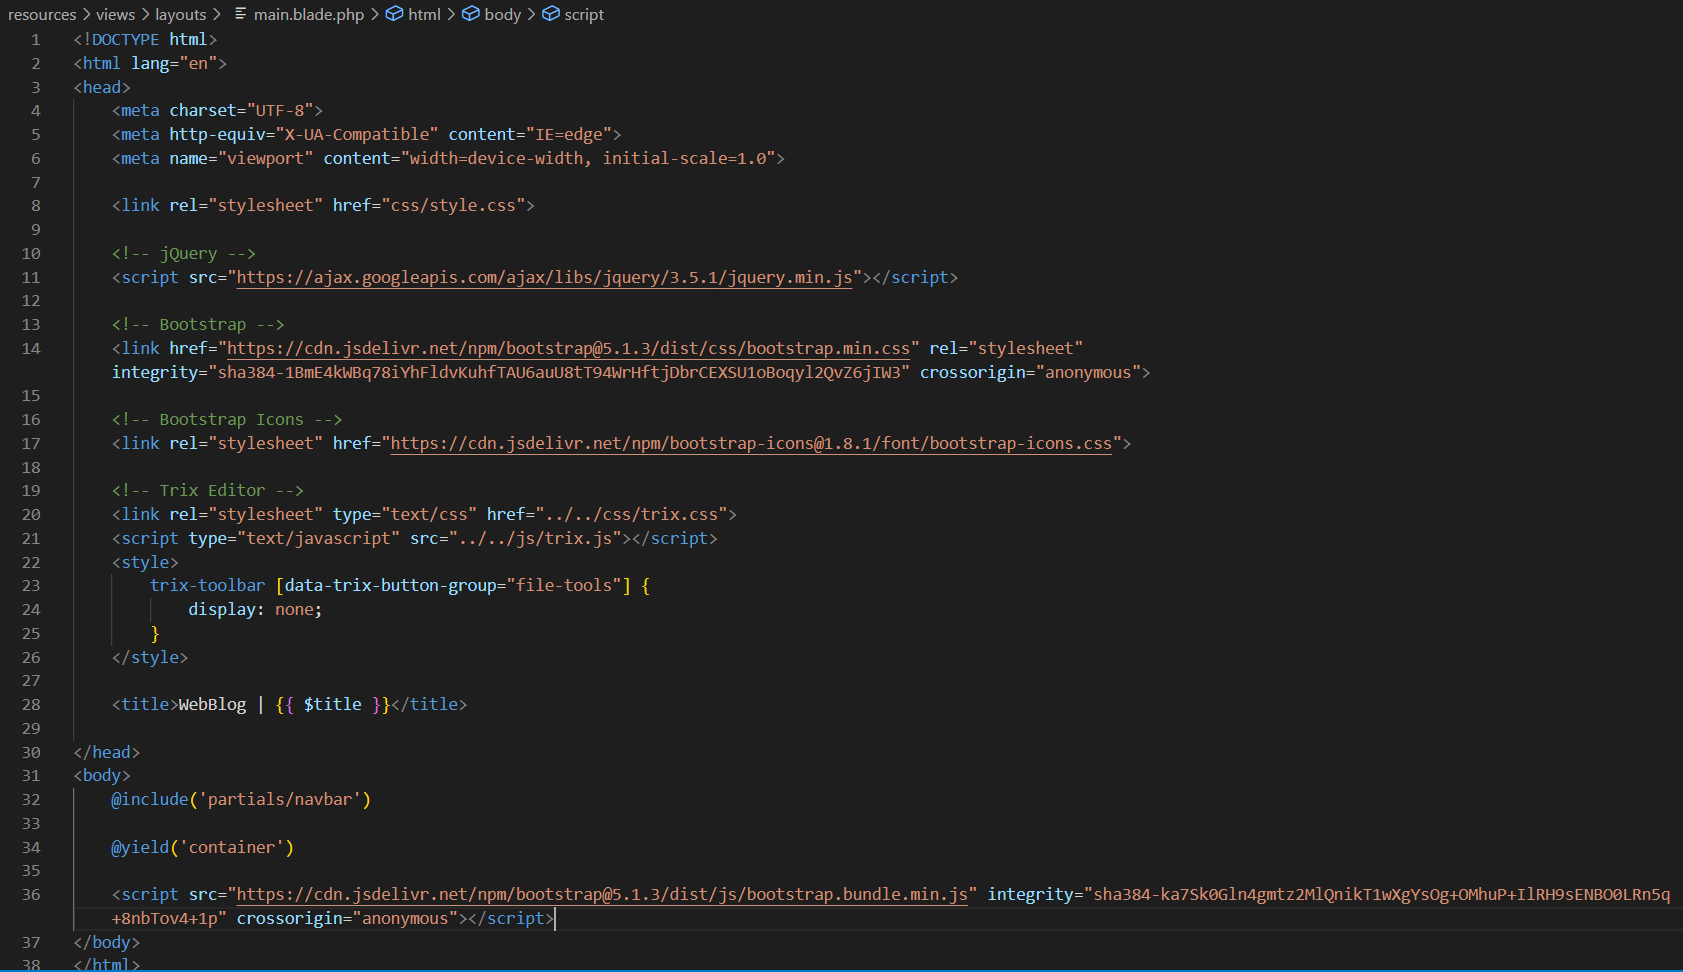 resources > views > layouts > main.blade.php > html > body > script
1 <!DOCTYPE html>
2 <html lang="en">
3 <head>
4     <meta charset="UTF-8">
5     <meta http-equiv="X-UA-Compatible" content="IE=edge">
6     <meta name="viewport" content="width=device-width, initial-scale=1.0">
7
8     <link rel="stylesheet" href="css/style.css">
9
10     <!-- jQuery -->
11     <script src="https://ajax.googleapis.com/ajax/libs/jquery/3.5.1/jquery.min.js"></script>
12
13     <!-- Bootstrap -->
14     <link href="https://cdn.jsdelivr.net/npm/bootstrap@5.1.3/dist/css/bootstrap.min.css" rel="stylesheet"
    integrity="sha384-1BmE4kWBq78iYhFldvKuhfTAU6auU8tT94WrHftjDbrCEXSU1oBoqyl2QvZ6jIW3" crossorigin="anonymous">
15
16     <!-- Bootstrap Icons -->
17     <link rel="stylesheet" href="https://cdn.jsdelivr.net/npm/bootstrap-icons@1.8.1/font/bootstrap-icons.css">
18
19     <!-- Trix Editor -->
20     <link rel="stylesheet" type="text/css" href="../../css/trix.css">
21     <script type="text/javascript" src="../../js/trix.js"></script>
22     <style>
23         trix-toolbar [data-trix-button-group="file-tools"] {
24             display: none;
25         }
26     </style>
27
28     <title>WebBlog | {{ $title }}</title>
29
30 </head>
31 <body>
32     @include('partials/navbar')
33
34     @yield('container')
35
36     <script src="https://cdn.jsdelivr.net/npm/bootstrap@5.1.3/dist/js/bootstrap.bundle.min.js" integrity="sha384-ka7Sk0Gln4gmtz2MlQnikT1wXgYsOg+OMhuP+IlRH9sENBO0LRn5q
    +8nbTov4+1p" crossorigin="anonymous"></script>
37 </body>
38 </html>